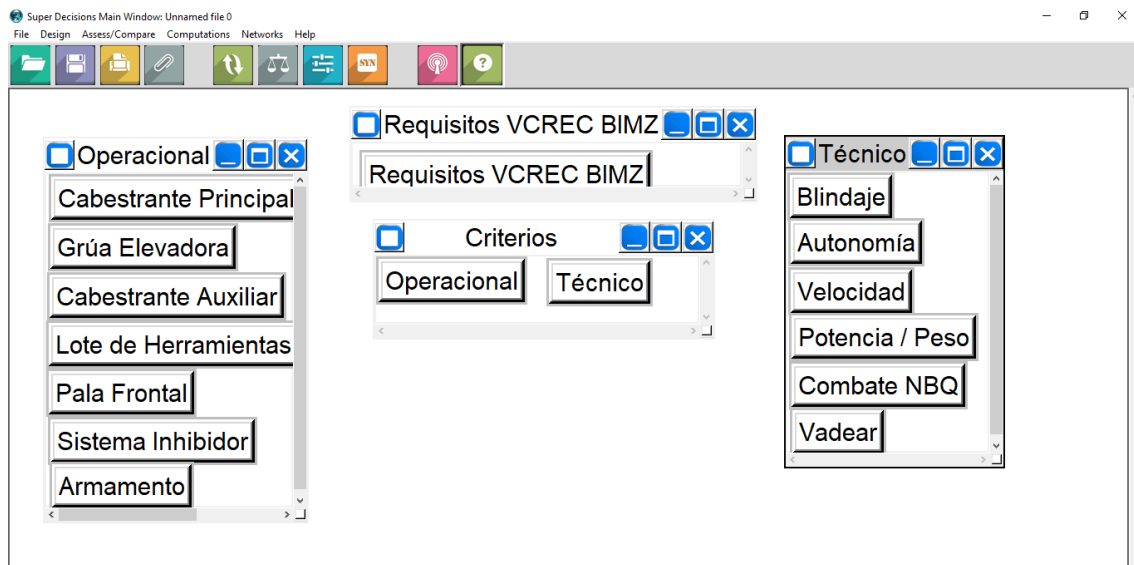 Super Decisions Main Window: Unnamed file 0
File Design Assess/Compare Computations Networks Help
SYN
?
Requisitos VCREC BIMZ
Requisitos VCREC BIMZ
Operacional
Cabestrante Principal
Grúa Elevadora
Cabestrante Auxiliar
Lote de Herramientas
Pala Frontal
Sistema Inhibidor
Armamento
Criterios
Operacional Técnico
Técnico
Blindaje
Autonomía
Velocidad
Potencia / Peso
Combate NBQ
Vadear